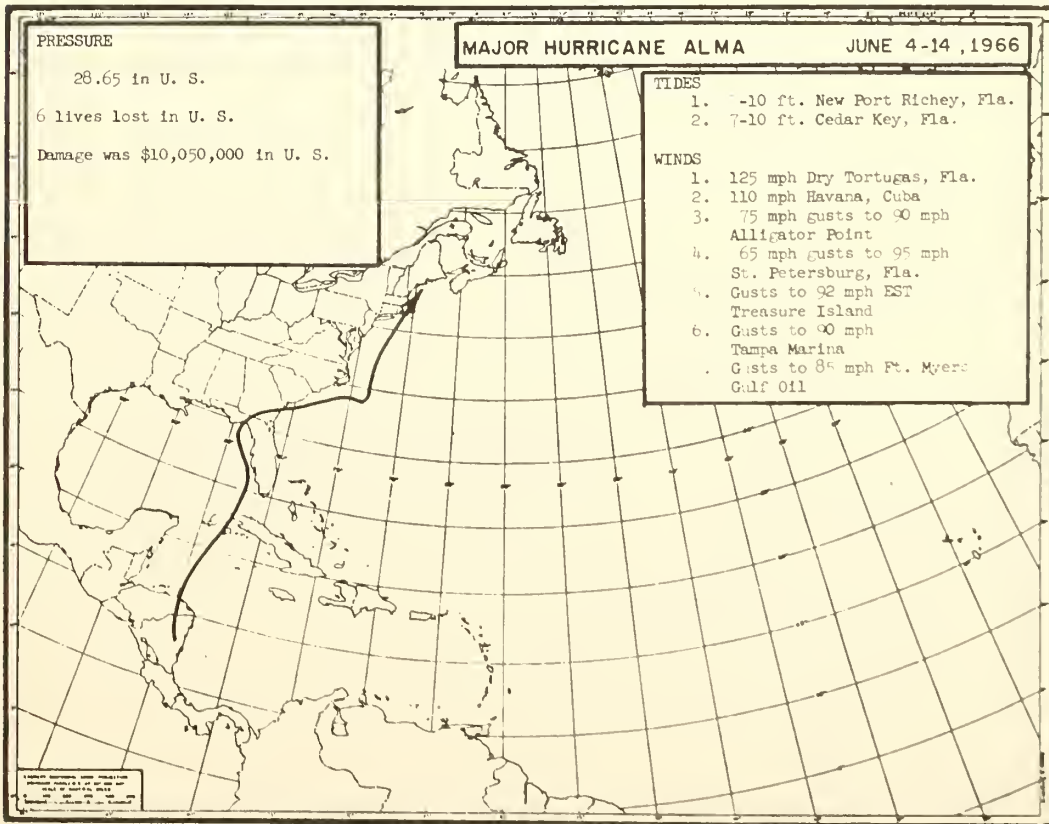 PRESSURE
28.65 in U. S.
6 lives lost in U. S.
Damage was $10,050,000 in U. S.
MAJOR HURRICANE ALMA JUNE 4-14, 1966
TIDES
1. -10 ft. New Port Richey, Fla.
2. 7-10 ft. Cedar Key, Fla.
WINDS
1. 125 mph Dry Tortugas, Fla.
2. 110 mph Havana, Cuba
3. 75 mph gusts to 90 mph
Alligator Point
4. 65 mph gusts to 95 mph
St. Petersburg, Fla.
Gusts to 92 mph EST
Treasure Island
6. Gusts to 90 mph
Tampa Marina
. Gusts to 85 mph Ft. Myers
Gulf Oil